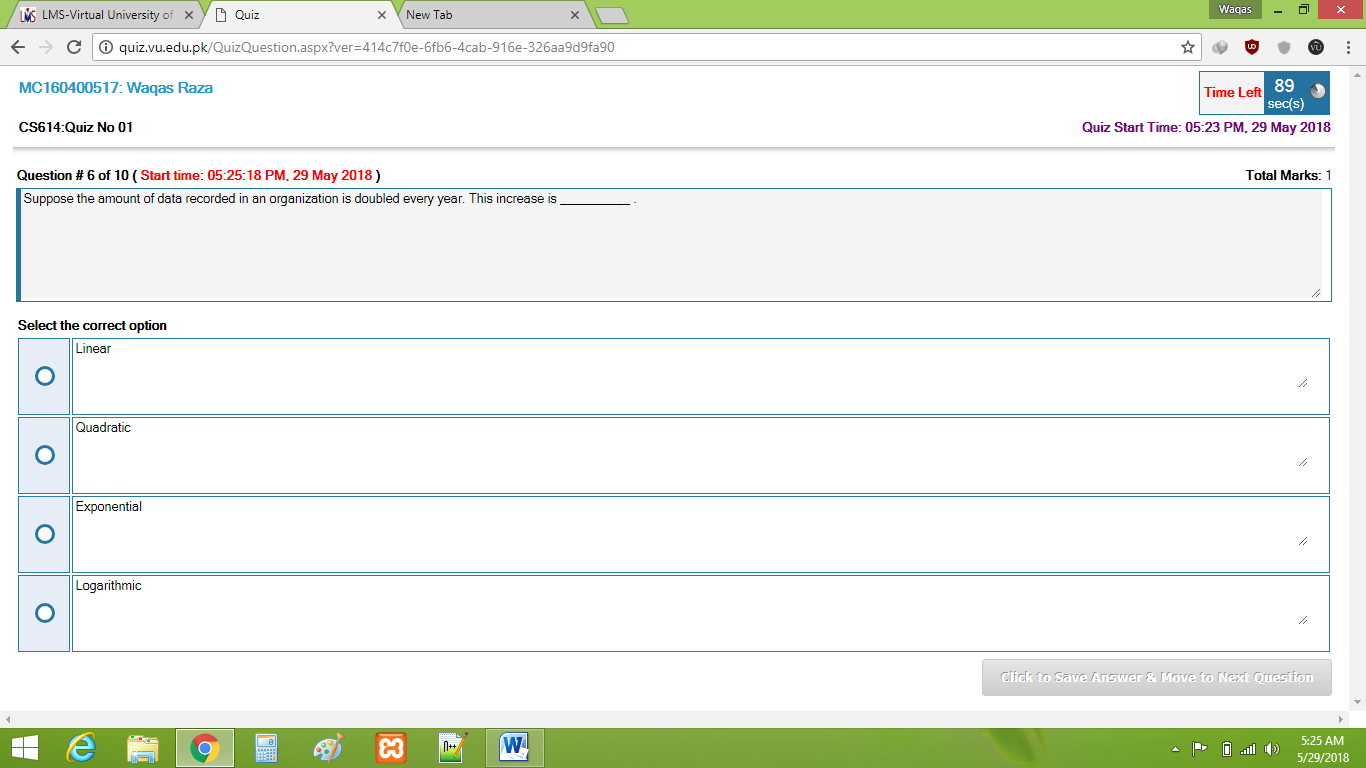 LMS-Virtual University of
Quiz
New Tab
Waqas
quiz.vu.edu.pk/QuizQuestion.aspx?ver=414c7f0e-6fb6-4cab-916e-326aa9d9fa90
MC160400517: Waqas Raza
Time Left 89 sec(s)
CS614:Quiz No 01
Quiz Start Time: 05:23 PM, 29 May 2018
Question # 6 of 10 ( Start time: 05:25:18 PM, 29 May 2018 )
Total Marks: 1
Suppose the amount of data recorded in an organization is doubled every year. This increase is __________ .
Select the correct option
Linear
Quadratic
Exponential
Logarithmic
Click to Save Answer & Move to Next Question
5:25 AM
5/29/2018